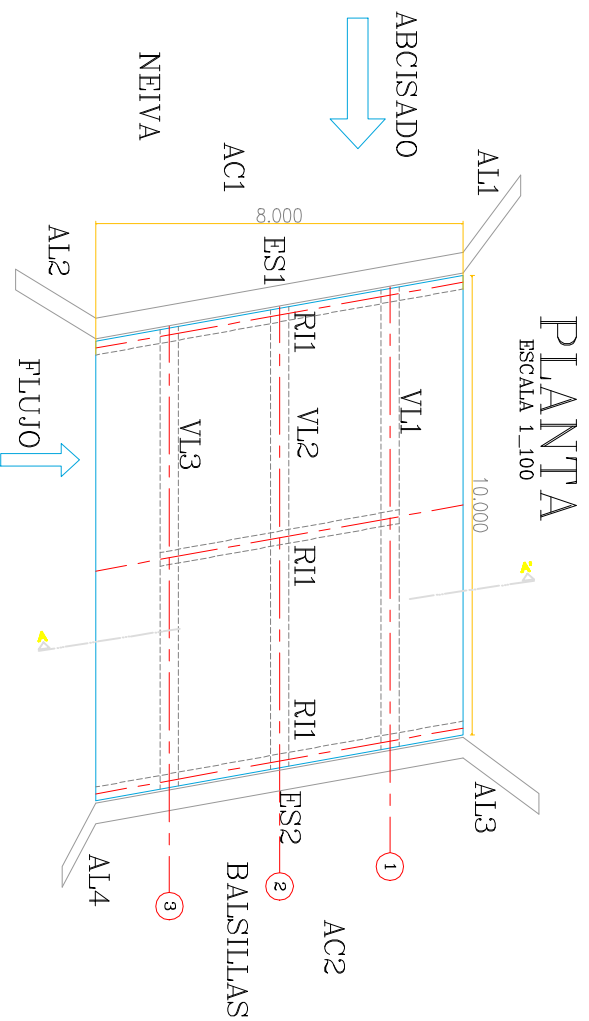 PLANTA
ESCALA 1_100
ABCISADO
NEIVA
AC1
AL1
AL2
8.000
ES1
RI1
FLUJO
VL1
VL2
VL3
10.000
RI1
A'
A
RI1
ES2
AL3
AL4
1
2
3
BALSILLAS
AC2